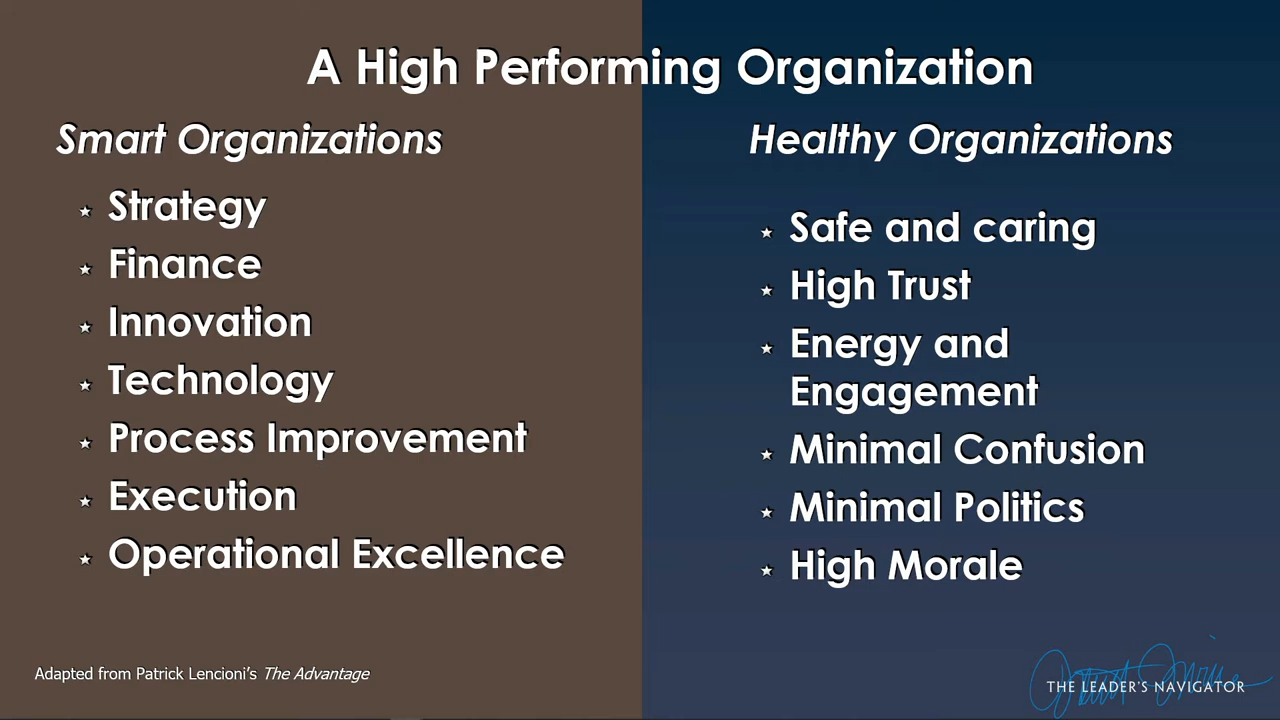 A High Performing Organization
Smart Organizations
Strategy
Finance
Innovation
Technology
Process Improvement
Execution
Operational Excellence
Healthy Organizations
Safe and caring
High Trust
Energy and
Engagement
Minimal Confusion
Minimal Politics
High Morale
Adapted from Patrick Lencioni's The Advantage
THE LEADER'S NAVIGATOR